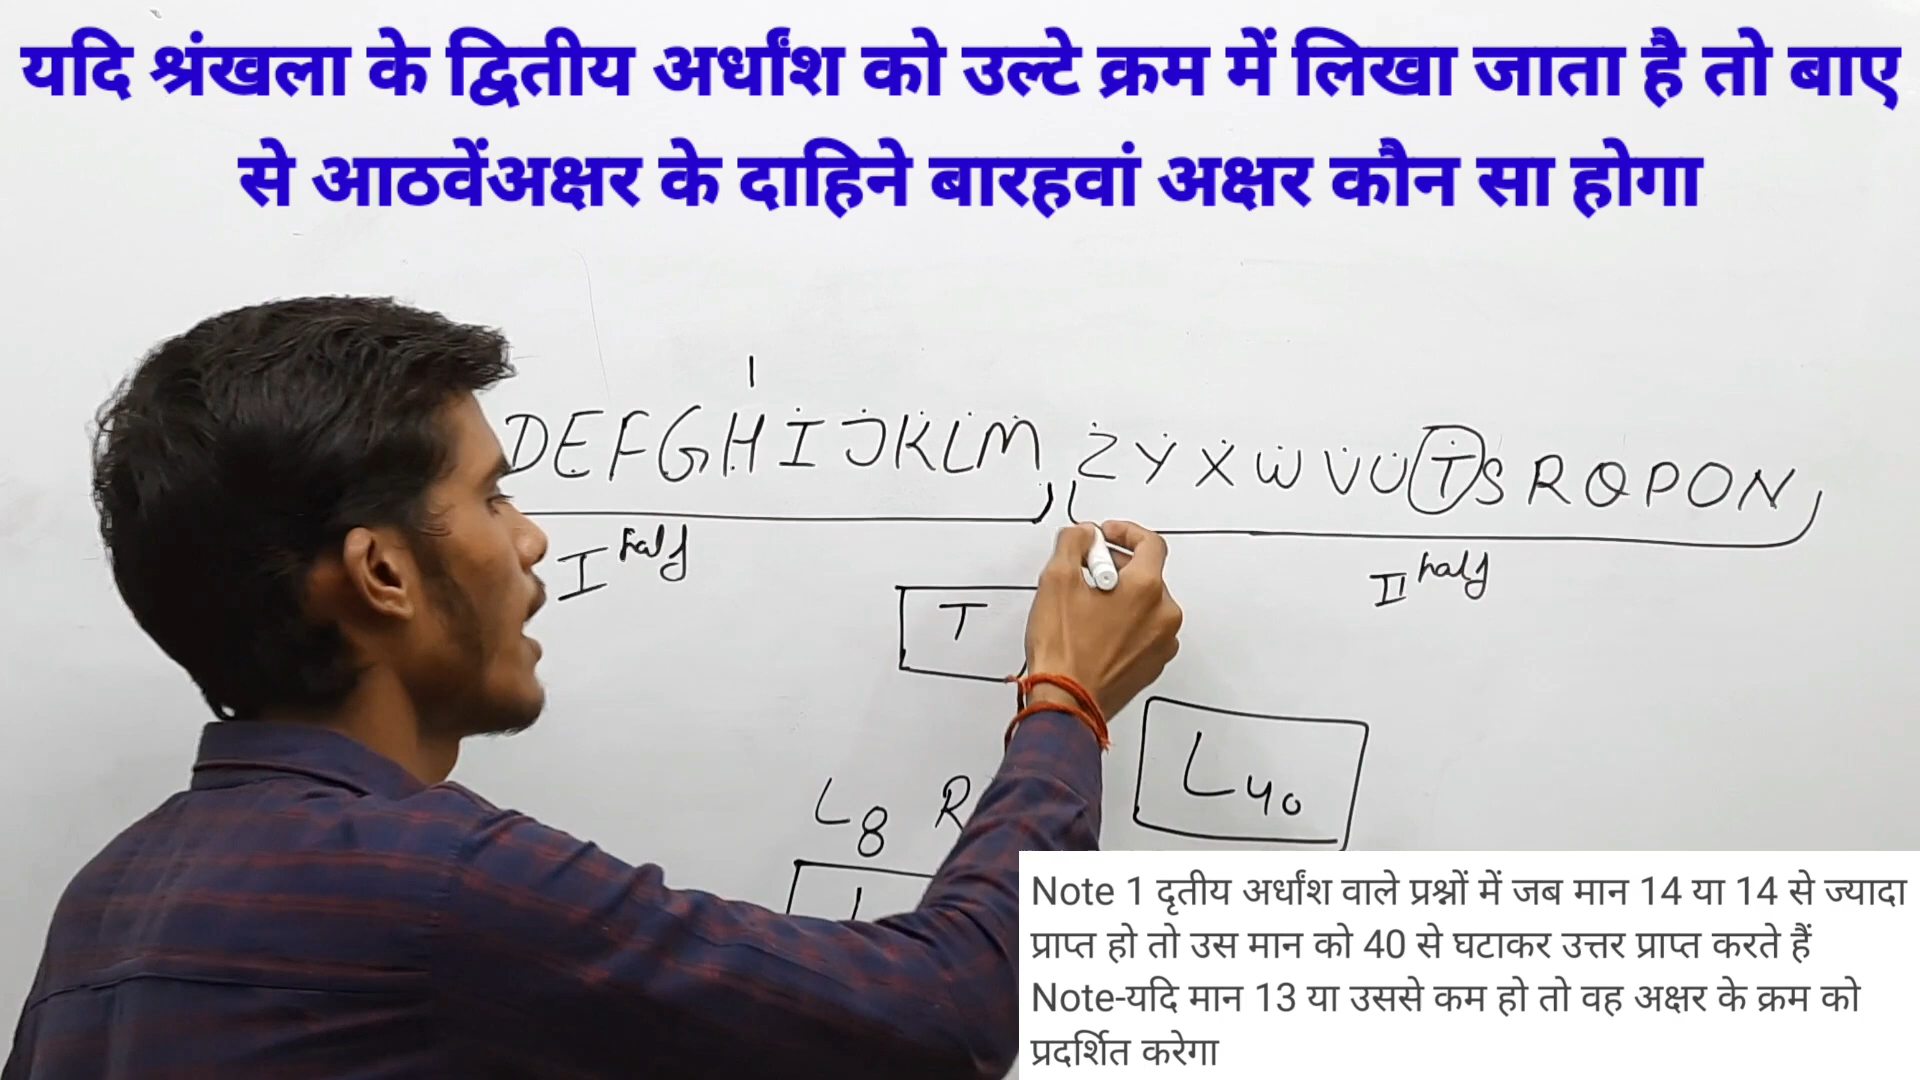 यदि श्रंखला के द्वितीय अर्धांश को उल्टे क्रम में लिखा जाता है तो बाए
से आठवेंअक्षर के दाहिने बारहवां अक्षर कौन सा होगा
1
DEFGHIJKLM ZYXWVUTSRQPON
I half
II half
T
L40
L8 R
Note 1 दृतीय अर्धांश वाले प्रश्नों में जब मान 14 या 14 से ज्यादा
प्राप्त हो तो उस मान को 40 से घटाकर उत्तर प्राप्त करते हैं
Note-यदि मान 13 या उससे कम हो तो वह अक्षर के क्रम को
प्रदर्शित करेगा